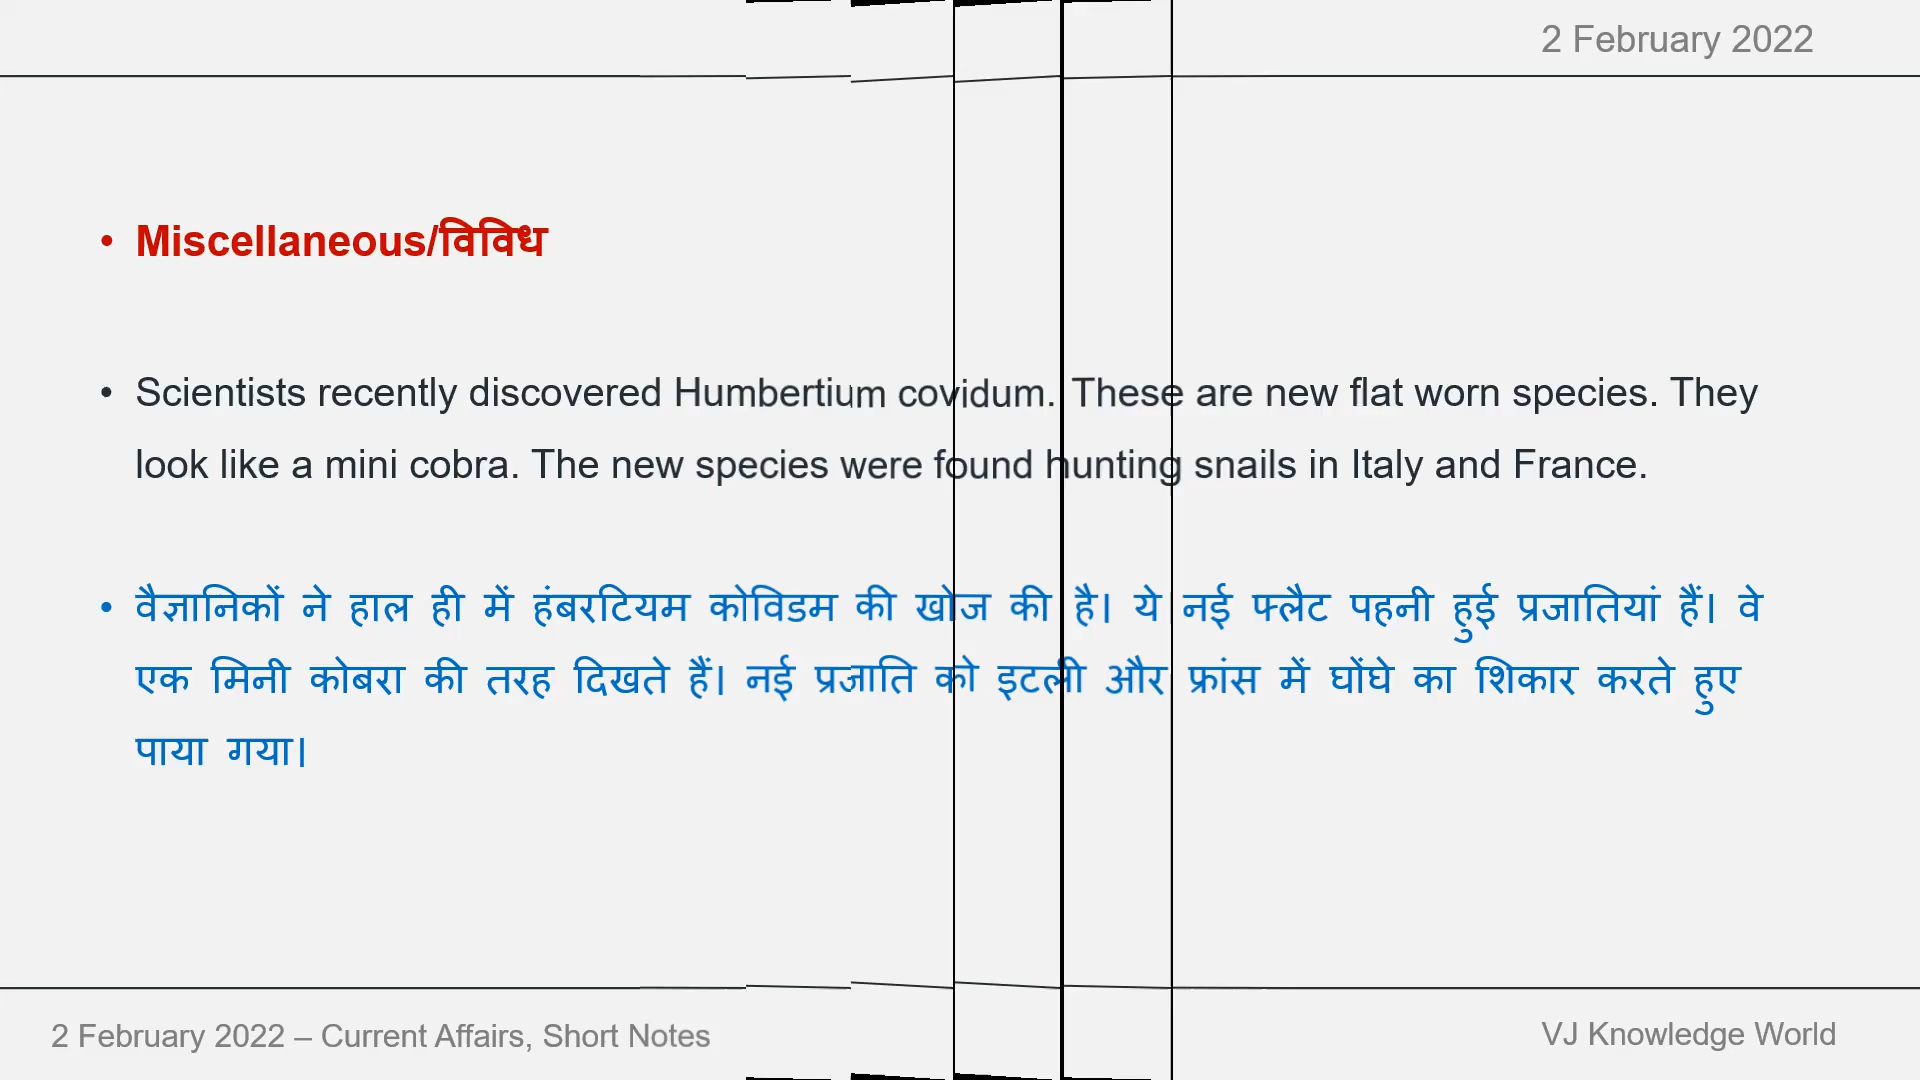 2 February 2022
• Miscellaneous/विविध
• Scientists recently discovered Humbertium covidum. These are new flat worn species. They
look like a mini cobra. The new species were found hunting snails in Italy and France.
• वैज्ञानिकों ने हाल ही में हंबरटियम कोविडम की खोज की है। ये नई फ्लैट पहनी हुई प्रजातियां हैं। वे
एक मिनी कोबरा की तरह दिखते हैं। नई प्रजाति को इटली और फ्रांस में घोंघे का शिकार करते हुए
पाया गया।
2 February 2022 – Current Affairs, Short Notes
VJ Knowledge World